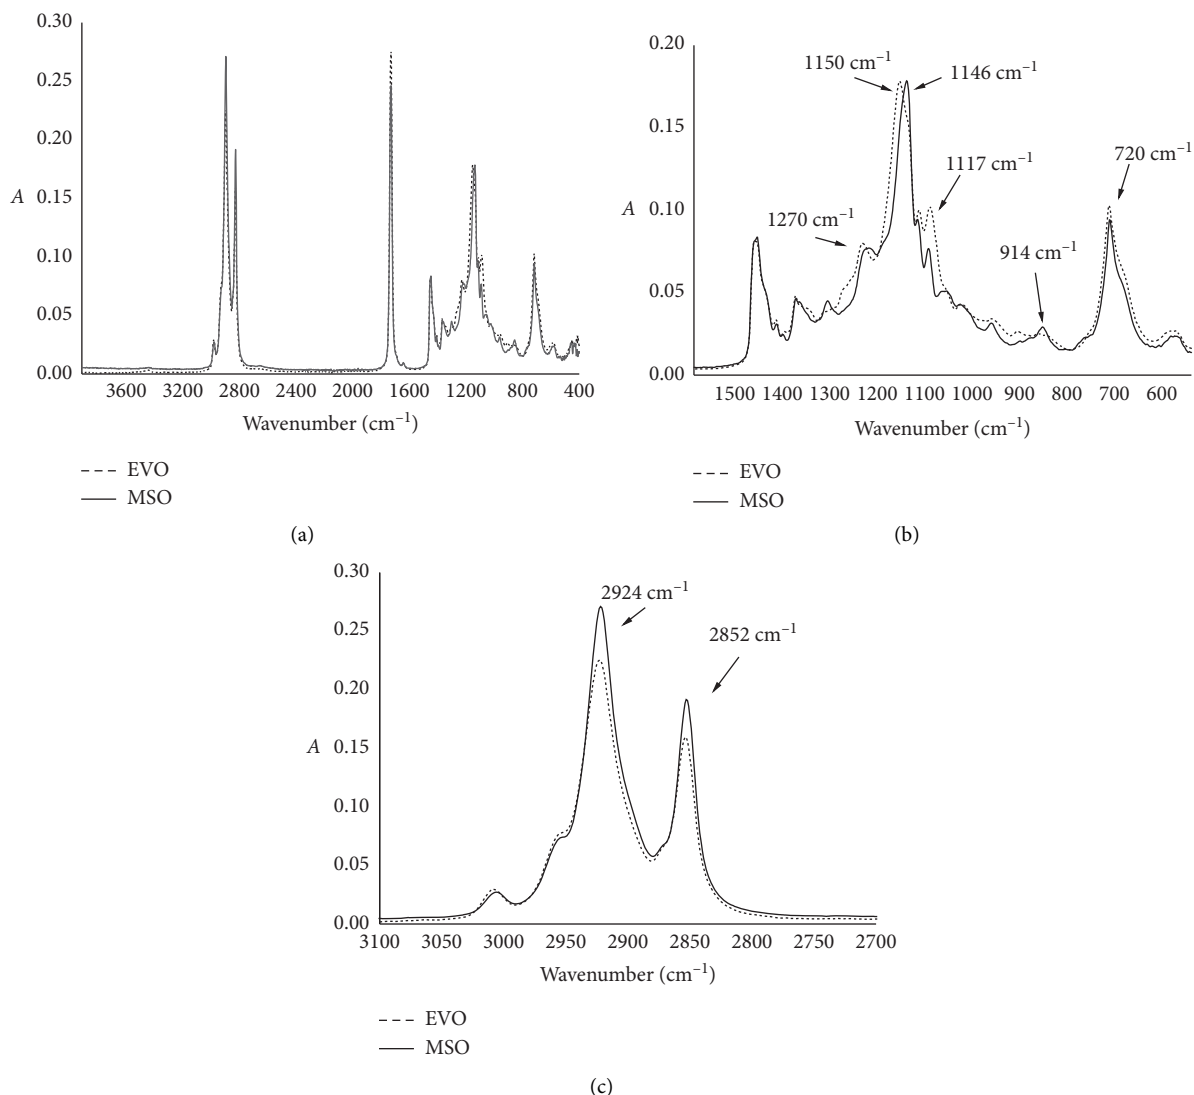 0.30
0.25
0.20
0.15
A
0.10
0.05
0.00
3600 3200 2800 2400 2000 1600 1200 800 400
Wavenumber (cm⁻¹)
EVO
MSO
(a)
0.20
1150 cm⁻¹
1146 cm⁻¹
0.15
1117 cm⁻¹
720 cm⁻¹
A
0.10
1270 cm⁻¹
914 cm⁻¹
0.05
0.00
1500 1400 1300 1200 1100 1000 900 800 700 600
Wavenumber (cm⁻¹)
EVO
MSO
(b)
0.30
2924 cm⁻¹
0.25
2852 cm⁻¹
0.20
A
0.15
0.10
0.05
0.00
3100 3050 3000 2950 2900 2850 2800 2750 2700
Wavenumber (cm⁻¹)
EVO
MSO
(c)